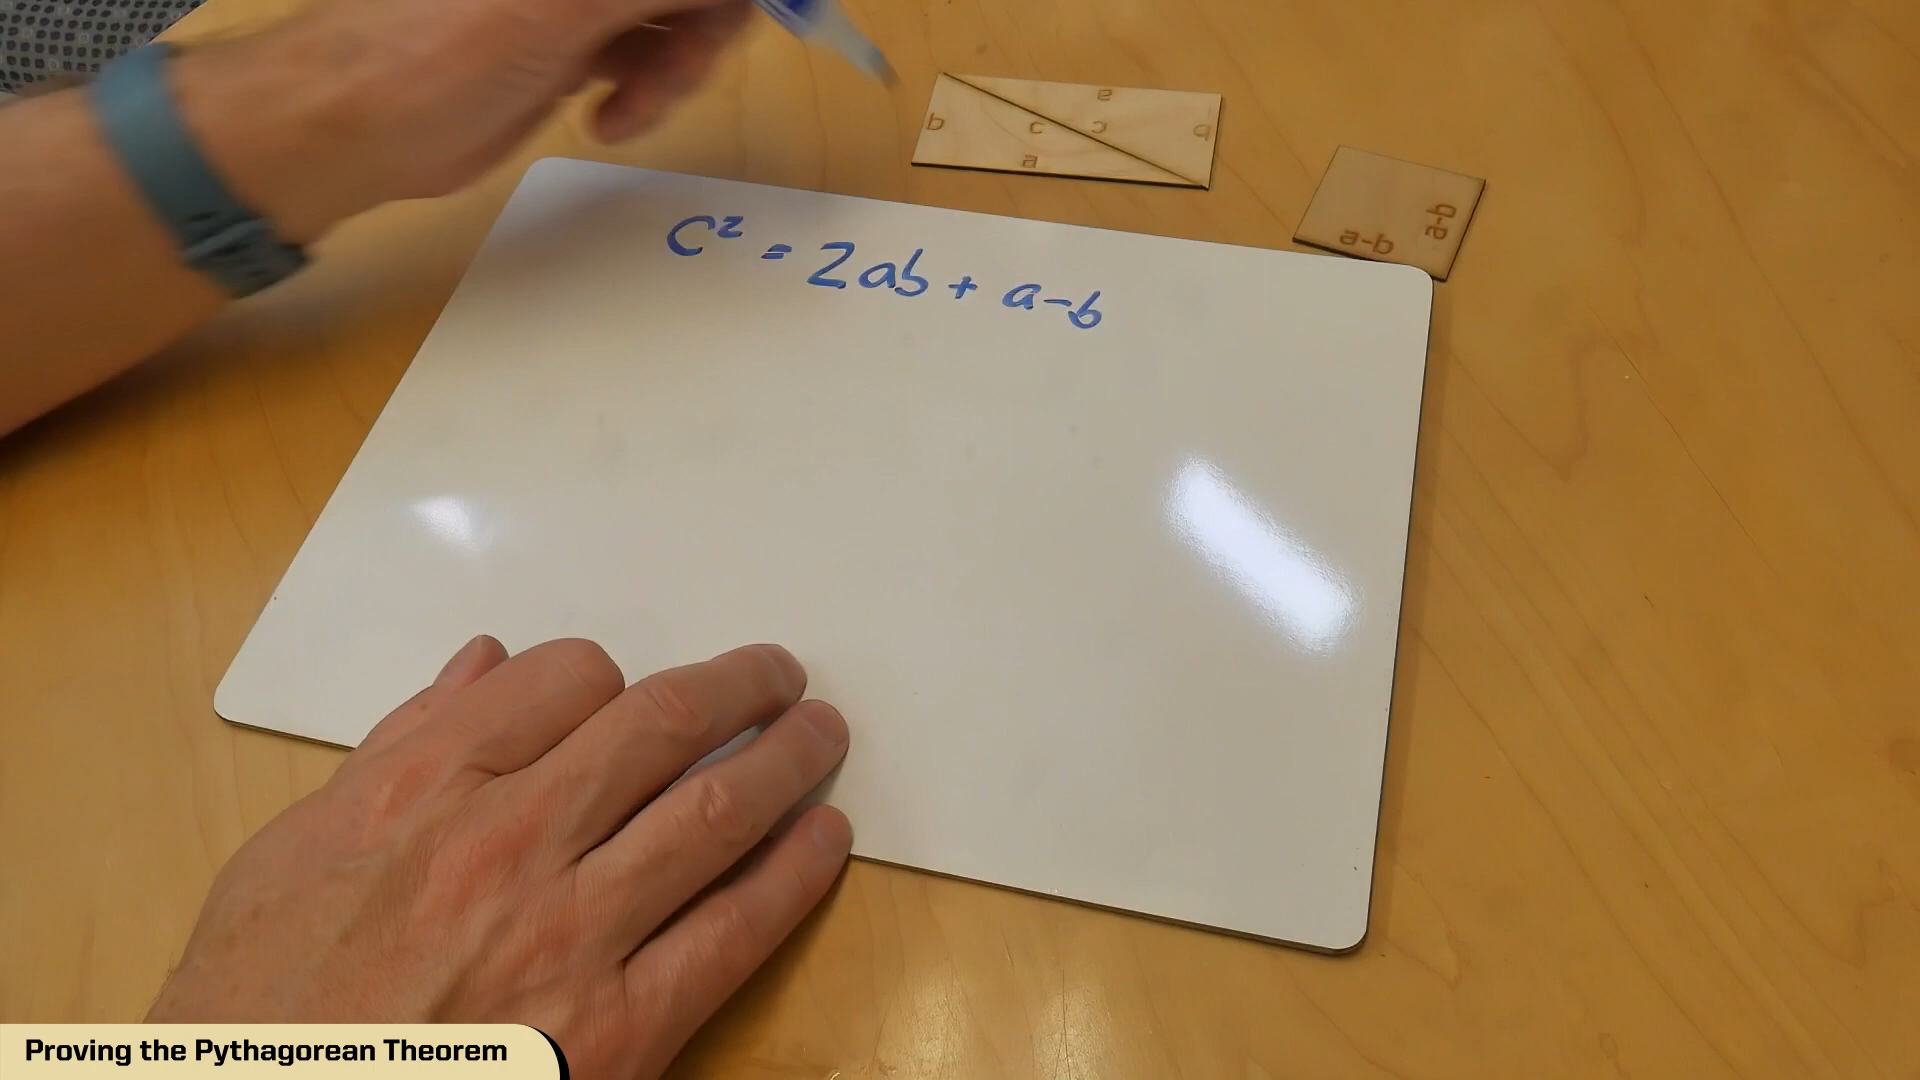 a
b
c
c
b
a
a-b
a-b
C² = 2ab + a-b
Proving the Pythagorean Theorem